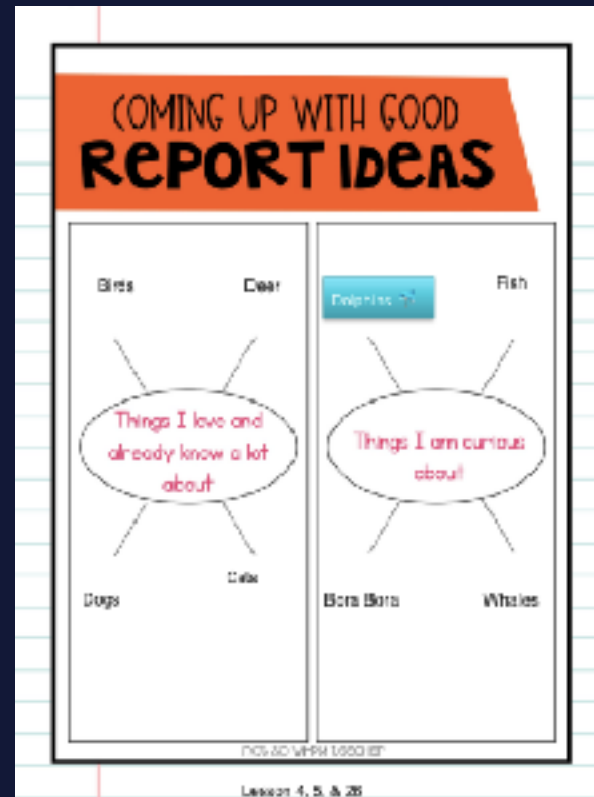 COMING UP WITH GOOD
REPORT IDEAS
Birds
Deer
Things I love and
already know a lot
about
Dogs
Cats
Dolphins 🐬
Fish
Things I am curious
about
Bora Bora
Whales
Lesson 4, 5, & 26